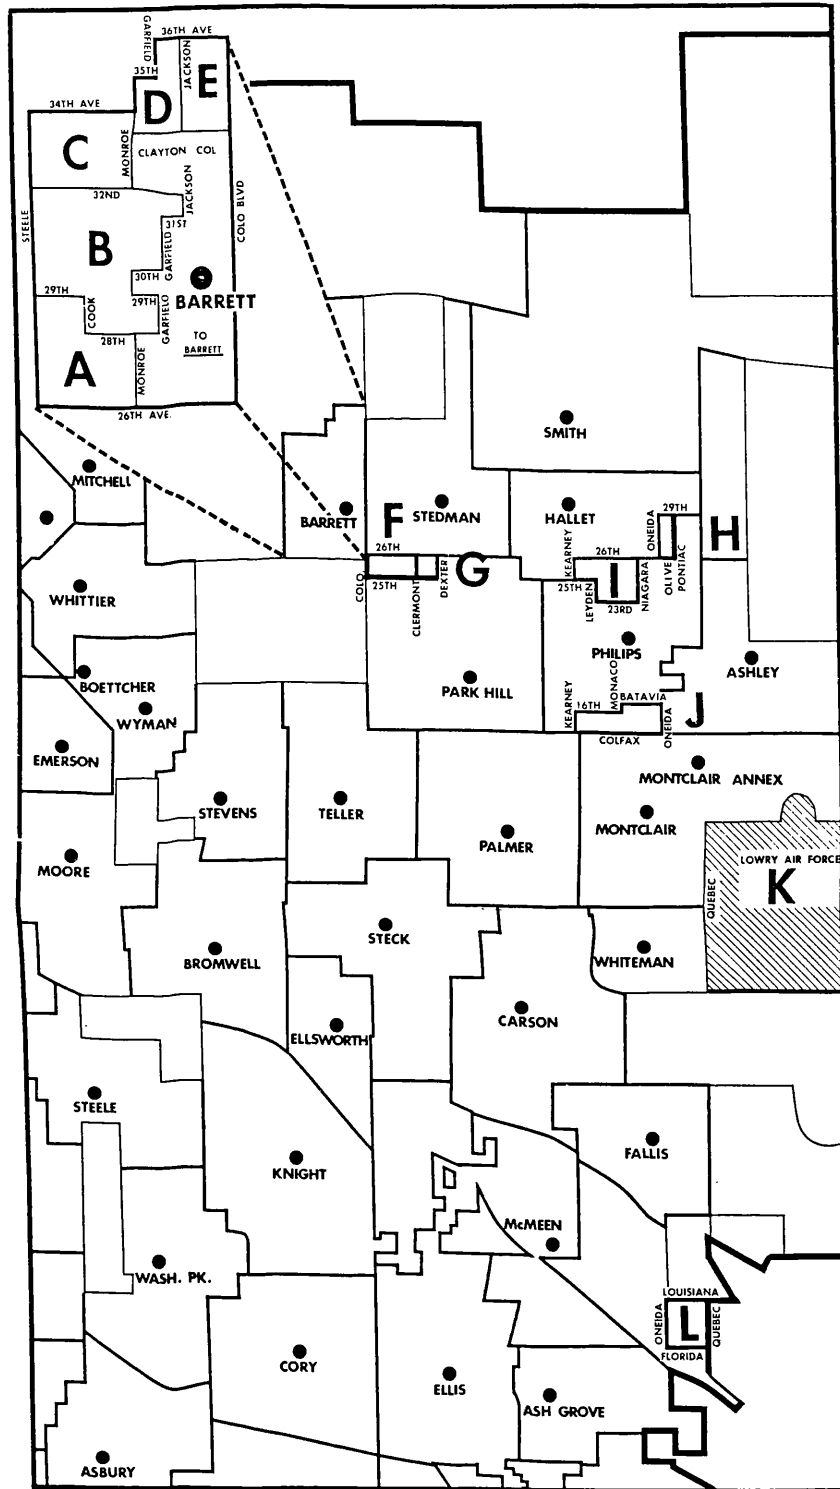 36TH AVE
GARFIELD
JACKSON
E
35TH
D
34TH AVE
C
MONROE
CLAYTON COL
32ND
JACKSON
STEELE
COLO BLVD
31ST
B
GARFIELD
30TH
29TH
29TH
BARRETT
COOK
GARFIELD
28TH
TO
BARRETT
A
MONROE
26TH AVE.
SMITH
MITCHELL
BARRETT
F
STEDMAN
HALLET
29TH
ONEIDA
H
26TH
KEARNEY
26TH
G
I
OLIVE
PONTIAC
COLO
25TH
CLERMONT
DEXTER
25TH
LEYDEN
23RD
NIAGARA
WHITTIER
PHILIPS
ASHLEY
BOETTCHER
PARK HILL
MONACO
BATAVIA
J
WYMAN
KEARNEY
16TH
ONEIDA
COLFAX
EMERSON
MONTCLAIR ANNEX
STEVENS
TELLER
PALMER
MONTCLAIR
MOORE
LOWRY AIR FORCE
K
QUEBEC
STECK
BROMWELL
WHITEMAN
ELLSWORTH
CARSON
STEELE
KNIGHT
FALLIS
McMEEN
WASH. PK.
LOUISIANA
ONEIDA
L
QUEBEC
FLORIDA
CORY
ELLIS
ASH GROVE
ASBURY